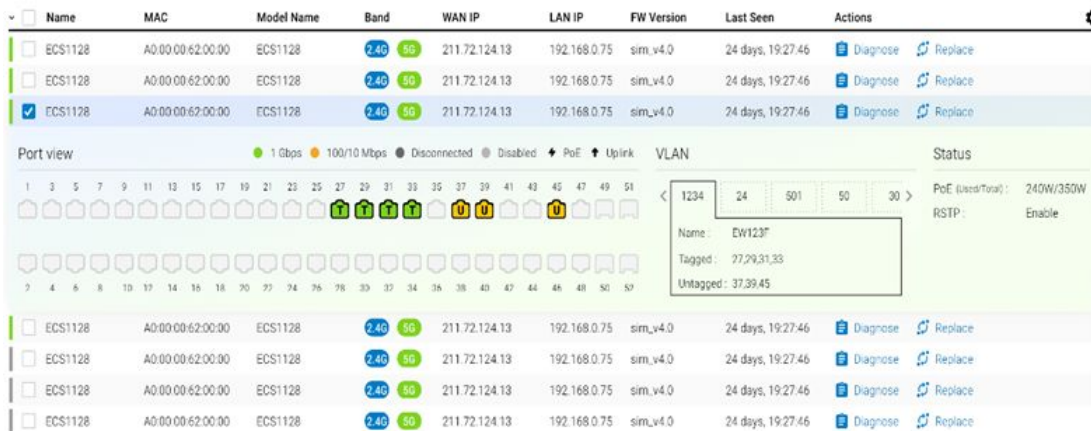 Name MAC Model Name Band WAN IP LAN IP FW Version Last Seen Actions
ECS1128 A0:00:00:62:00:00 ECS1128 2.4G 5G 211.72.124.13 192.168.0.75 sim_v4.0 24 days, 19:27:46 Diagnose Replace
ECS1128 A0:00:00:62:00:00 ECS1128 2.4G 5G 211.72.124.13 192.168.0.75 sim_v4.0 24 days, 19:27:46 Diagnose Replace
ECS1128 A0:00:00:62:00:00 ECS1128 2.4G 5G 211.72.124.13 192.168.0.75 sim_v4.0 24 days, 19:27:46 Diagnose Replace
Port view 1 Gbps 100/10 Mbps Disconnected Disabled PoE Uplink
1 3 5 7 9 11 13 15 17 19 21 23 25 27 29 31 33 35 37 39 41 43 45 47 49 51
T T T T U U U
2 4 6 8 10 12 14 16 18 20 22 24 26 28 30 32 34 36 38 40 42 44 46 48 50 52
VLAN
1234 24 501 50 30
Name : EW123F
Tagged : 27,29,31,33
Untagged : 37,39,45
Status
PoE (Used/Total) : 240W/350W
RSTP : Enable
ECS1128 A0:00:00:62:00:00 ECS1128 2.4G 5G 211.72.124.13 192.168.0.75 sim_v4.0 24 days, 19:27:46 Diagnose Replace
ECS1128 A0:00:00:62:00:00 ECS1128 2.4G 5G 211.72.124.13 192.168.0.75 sim_v4.0 24 days, 19:27:46 Diagnose Replace
ECS1128 A0:00:00:62:00:00 ECS1128 2.4G 5G 211.72.124.13 192.168.0.75 sim_v4.0 24 days, 19:27:46 Diagnose Replace
ECS1128 A0:00:00:62:00:00 ECS1128 2.4G 5G 211.72.124.13 192.168.0.75 sim_v4.0 24 days, 19:27:46 Diagnose Replace